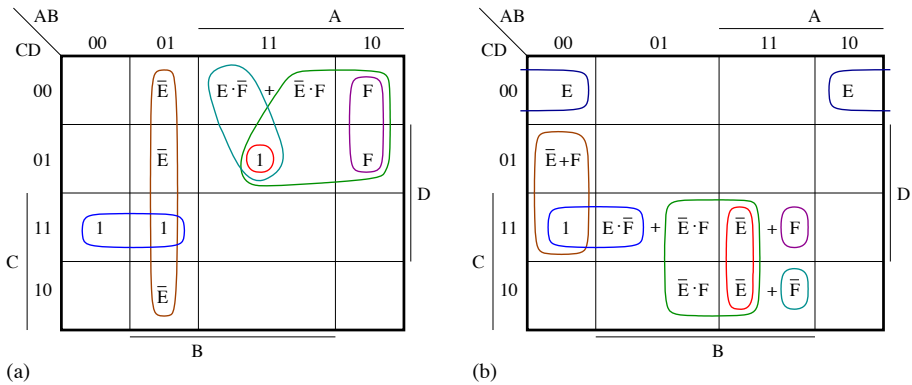 AB A AB A
CD 00 01 11 10 CD 00 01 11 10
00 E̅ E·F̅ + E̅·F F 00 E E
01 E̅ 1 F D 01 E̅+F D
C 11 1 1 C 11 1 E·F̅ + E̅·F E̅ + F
10 E̅ 10 E̅·F E̅ + F̅
B B
(a) (b)